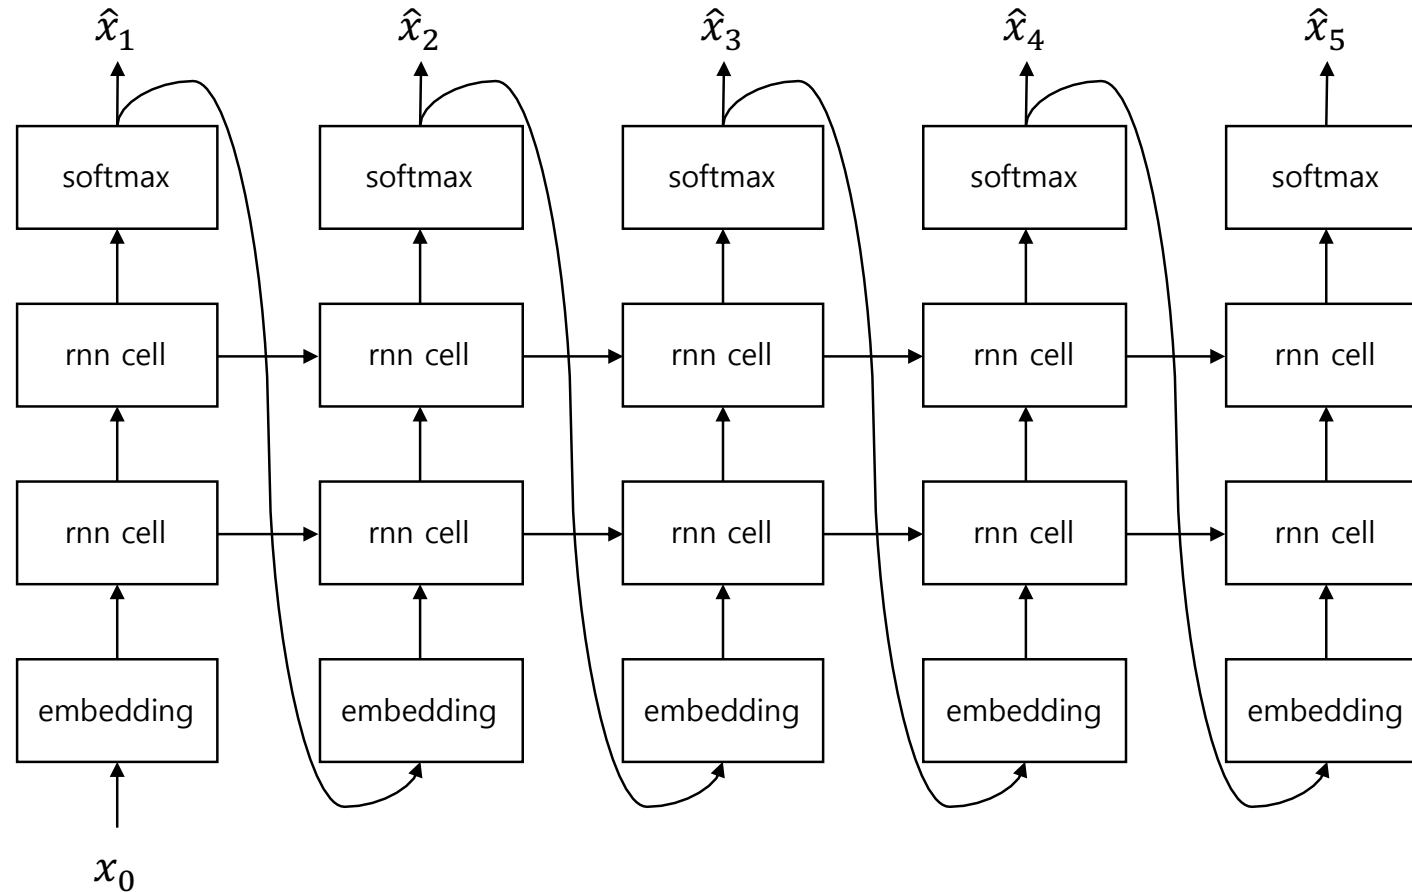 x̂₁ x̂₂ x̂₃ x̂₄ x̂₅
softmax softmax softmax softmax softmax
rnn cell rnn cell rnn cell rnn cell rnn cell
rnn cell rnn cell rnn cell rnn cell rnn cell
embedding embedding embedding embedding embedding
x₀